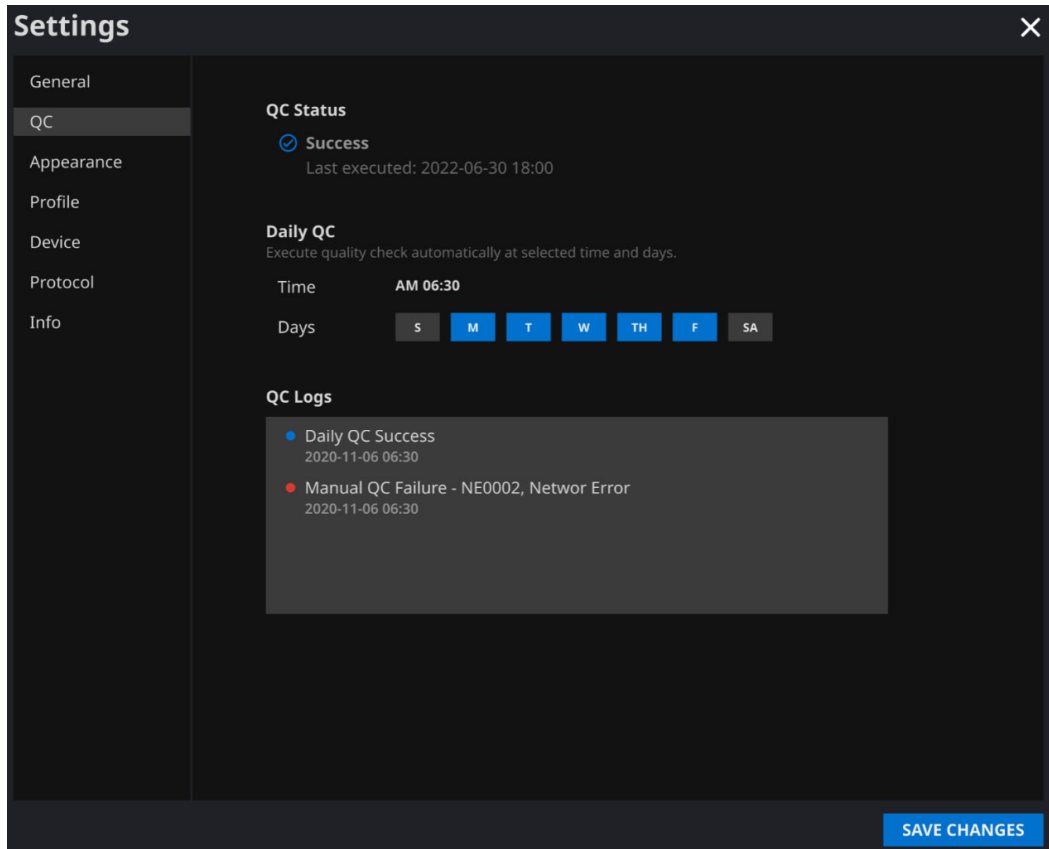 Settings
General
QC
Appearance
Profile
Device
Protocol
Info
QC Status
Success
Last executed: 2022-06-30 18:00
Daily QC
Execute quality check automatically at selected time and days.
Time AM 06:30
Days S M T W TH F SA
QC Logs
Daily QC Success
2020-11-06 06:30
Manual QC Failure - NE0002, Networ Error
2020-11-06 06:30
SAVE CHANGES